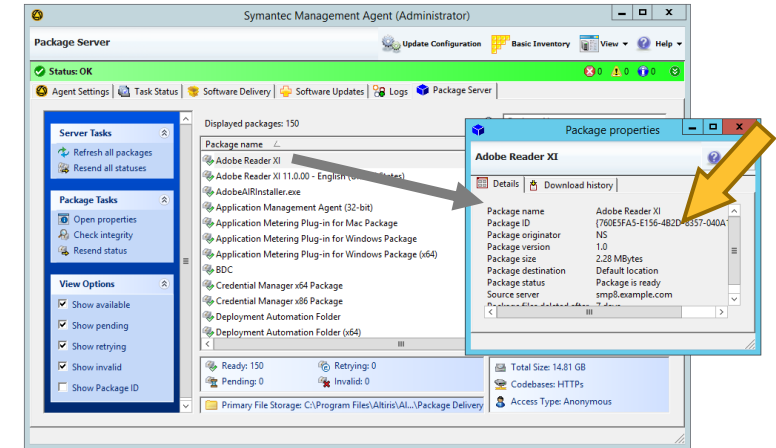 Symantec Management Agent (Administrator)
Package Server
Update Configuration
Basic Inventory
View
Help
Status: OK
0
0
0
Agent Settings
Task Status
Software Delivery
Software Updates
Logs
Package Server
Server Tasks
Refresh all packages
Resend all statuses
Package Tasks
Open properties
Check integrity
Resend status
View Options
Show available
Show pending
Show retrying
Show invalid
Show Package ID
Displayed packages: 150
Package name
Adobe Reader XI
Adobe Reader XI 11.0.00 - English
AdobeAIRInstaller.exe
Application Management Agent (32-bit)
Application Metering Plug-in for Mac Package
Application Metering Plug-in for Windows Package
Application Metering Plug-in for Windows Package (x64)
BDC
Credential Manager x64 Package
Credential Manager x86 Package
Deployment Automation Folder
Deployment Automation Folder (x64)
Ready: 150
Retrying: 0
Pending: 0
Invalid: 0
Primary File Storage: C:\Program Files\Altiris\Al...\Package Delivery
Total Size: 14.81 GB
Codebases: HTTPs
Access Type: Anonymous
Package properties
Adobe Reader XI
Details
Download history
Package name Adobe Reader XI
Package ID {760E5FA5-E156-4B2D-
Package originator NS
Package version 1.0
Package size 2.28 MBytes
Package destination Default location
Package status Package is ready
Source server smp8.example.com
Package files deleted after 7 days